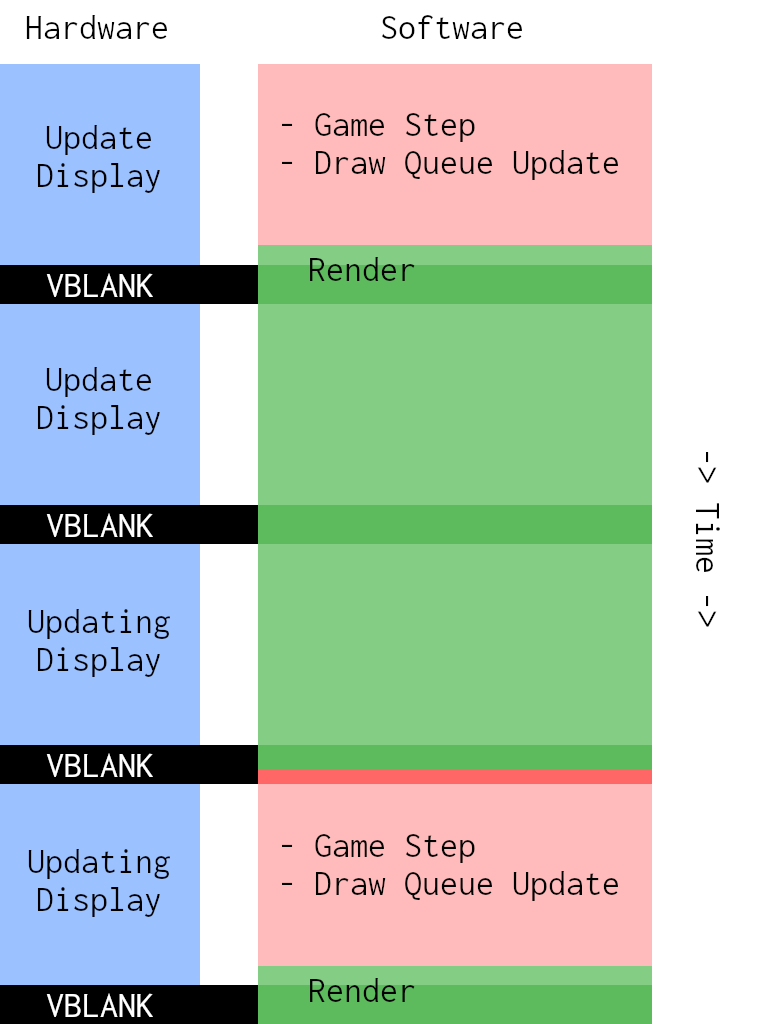 Hardware
Software
Update
Display
- Game Step
- Draw Queue Update
Render
VBLANK
Update
Display
VBLANK
-> Time ->
Updating
Display
VBLANK
Updating
Display
- Game Step
- Draw Queue Update
Render
VBLANK